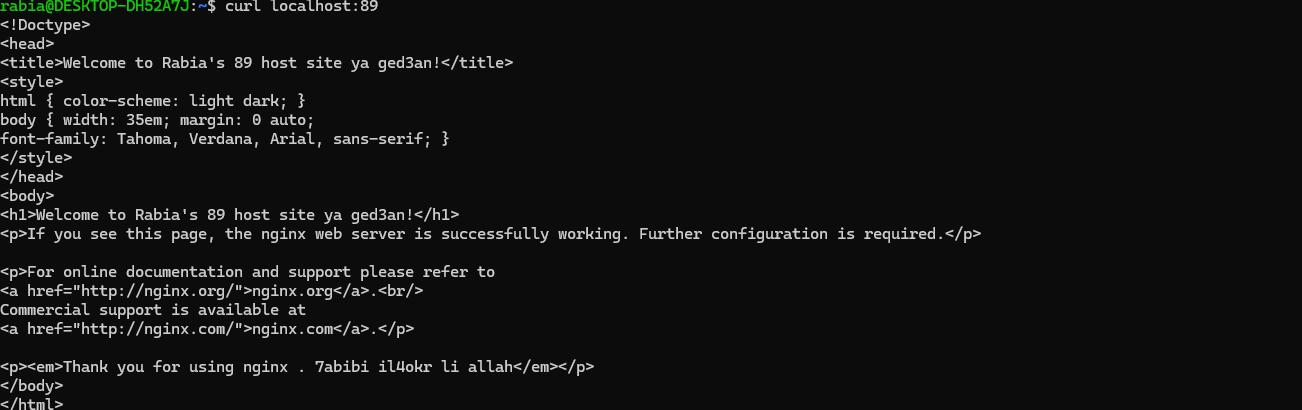 rabia@DESKTOP-DH52A7J:~$ curl localhost:89
<!Doctype>
<head>
<title>Welcome to Rabia's 89 host site ya ged3an!</title>
<style>
html { color-scheme: light dark; }
body { width: 35em; margin: 0 auto;
font-family: Tahoma, Verdana, Arial, sans-serif; }
</style>
</head>
<body>
<h1>Welcome to Rabia's 89 host site ya ged3an!</h1>
<p>If you see this page, the nginx web server is successfully working. Further configuration is required.</p>

<p>For online documentation and support please refer to
<a href="http://nginx.org/">nginx.org</a>.<br/>
Commercial support is available at
<a href="http://nginx.com/">nginx.com</a>.</p>

<p><em>Thank you for using nginx . 7abibi il4okr li allah</em></p>
</body>
</html>